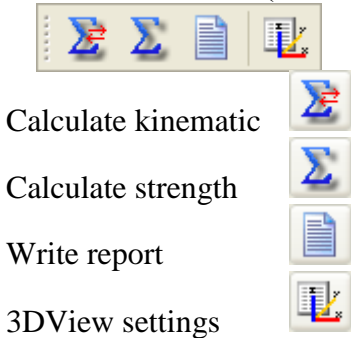 Calculate kinematic
Calculate strength
Write report
3DView settings